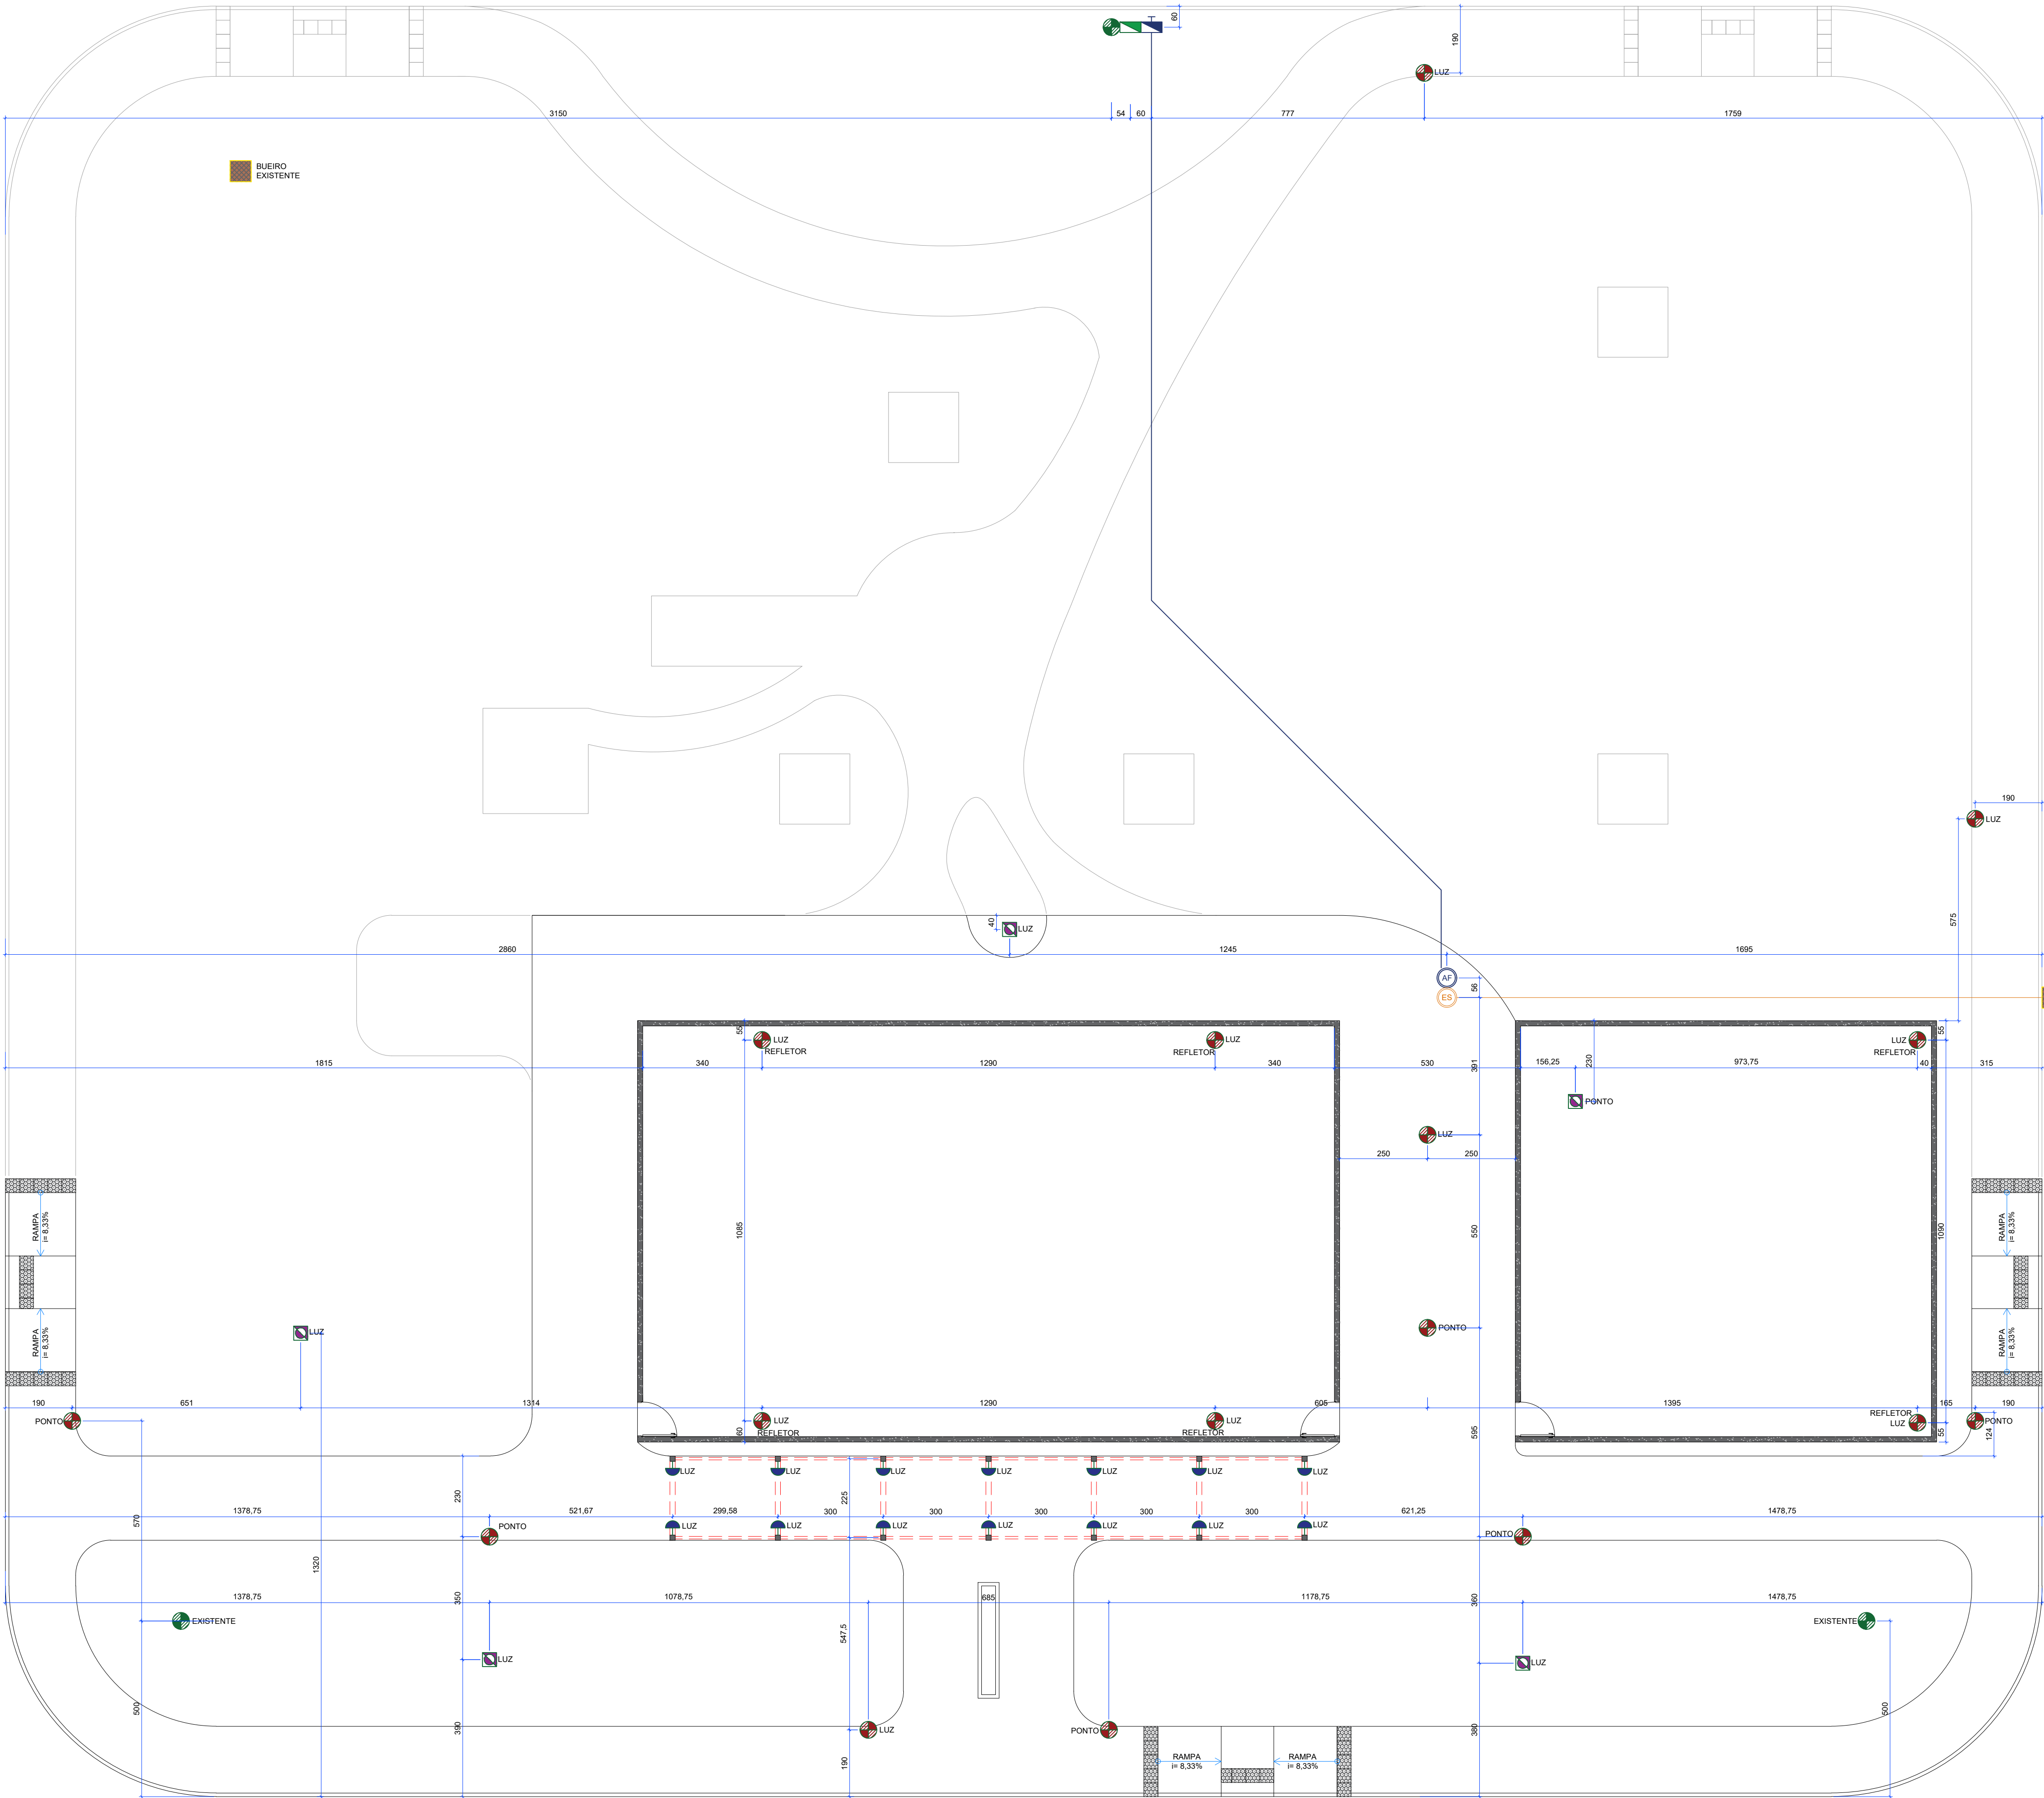 60
190
LUZ
3150
54
60
777
1759
BUEIRO
EXISTENTE
190
LUZ
575
40
LUZ
2860
1245
1695
AF
56
ES
55
LUZ
REFLETOR
LUZ
REFLETOR
LUZ
REFLETOR
55
1815
340
1290
340
530
391
156,25
230
973,75
40
315
PONTO
LUZ
250
250
RAMPA
i= 8,33%
1085
550
1090
RAMPA
i= 8,33%
RAMPA
i= 8,33%
LUZ
PONTO
RAMPA
i= 8,33%
190
651
1314
1290
605
1395
165
190
PONTO
LUZ
REFLETOR
60
LUZ
REFLETOR
595
REFLETOR
LUZ
55
PONTO
124
LUZ
LUZ
LUZ
LUZ
LUZ
LUZ
LUZ
230
225
1378,75
521,67
299,58
300
300
300
300
300
621,25
1478,75
570
PONTO
LUZ
LUZ
LUZ
LUZ
LUZ
LUZ
LUZ
PONTO
1320
1378,75
350
1078,75
685
1178,75
360
1478,75
EXISTENTE
547,5
EXISTENTE
LUZ
LUZ
500
390
LUZ
PONTO
380
500
190
RAMPA
i= 8,33%
RAMPA
i= 8,33%